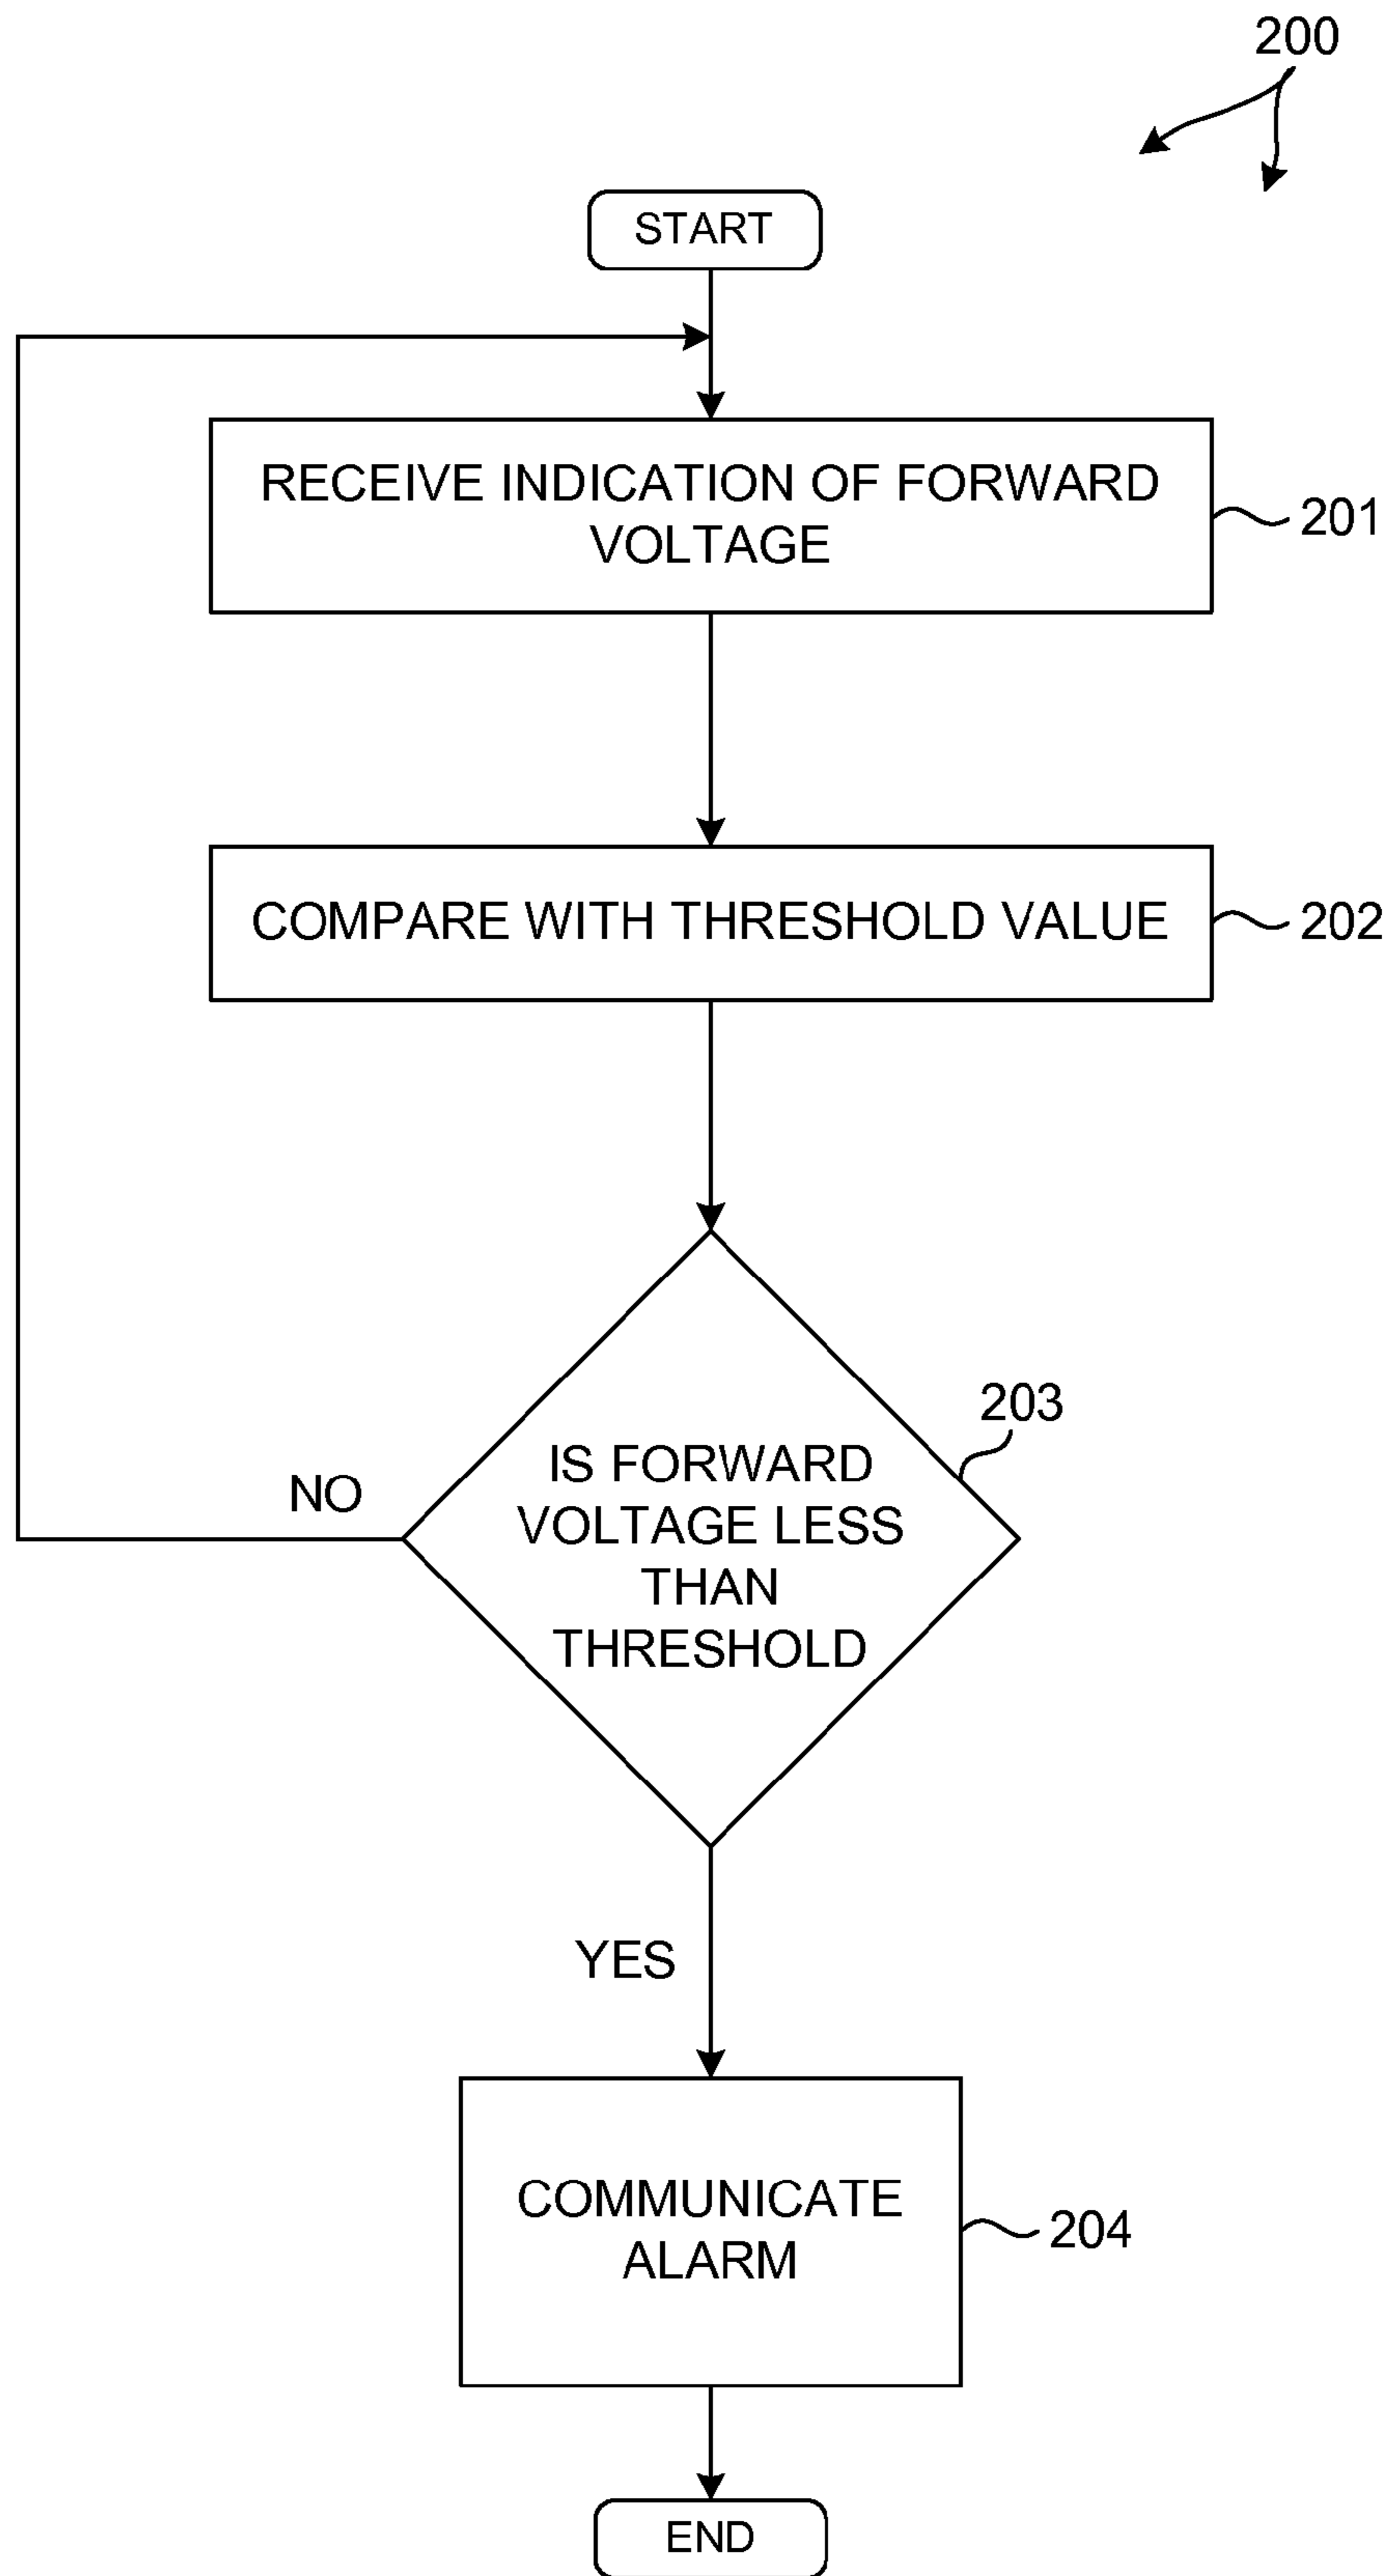 200
START
RECEIVE INDICATION OF FORWARD
VOLTAGE
201
COMPARE WITH THRESHOLD VALUE
202
203
IS FORWARD
VOLTAGE LESS
THAN
THRESHOLD
NO
YES
COMMUNICATE
ALARM
204
END